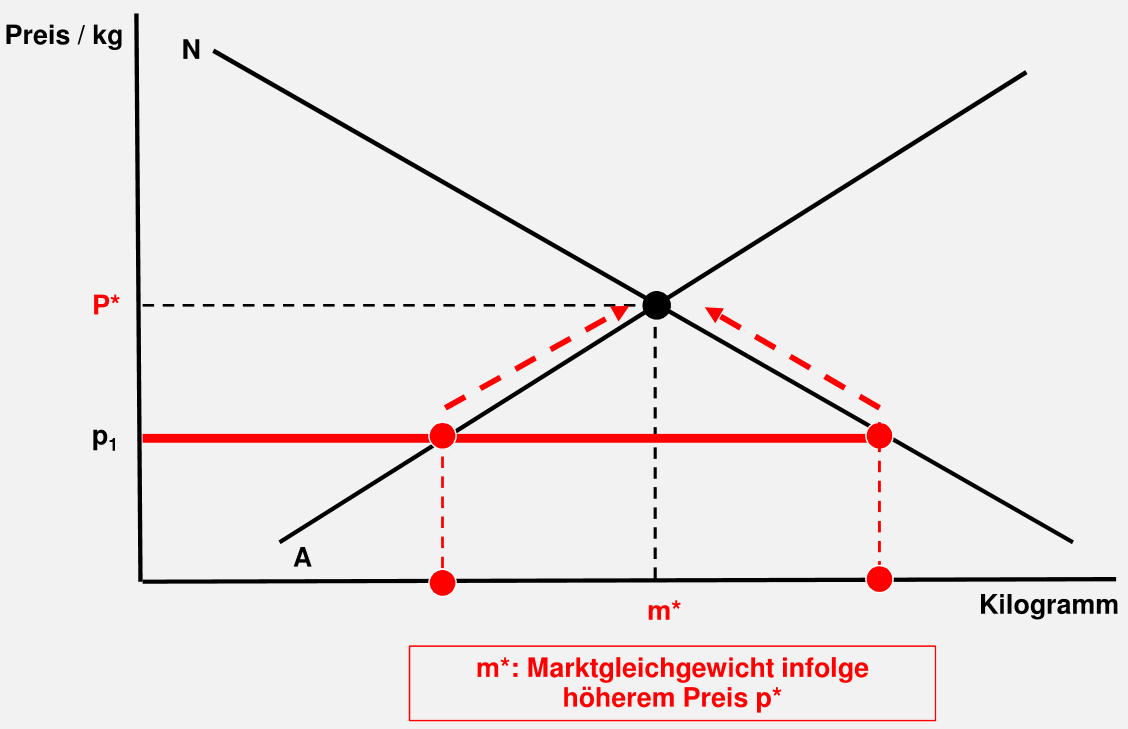 Preis / kg
N
P*
p₁
A
m*
Kilogramm
m*: Marktgleichgewicht infolge
höherem Preis p*